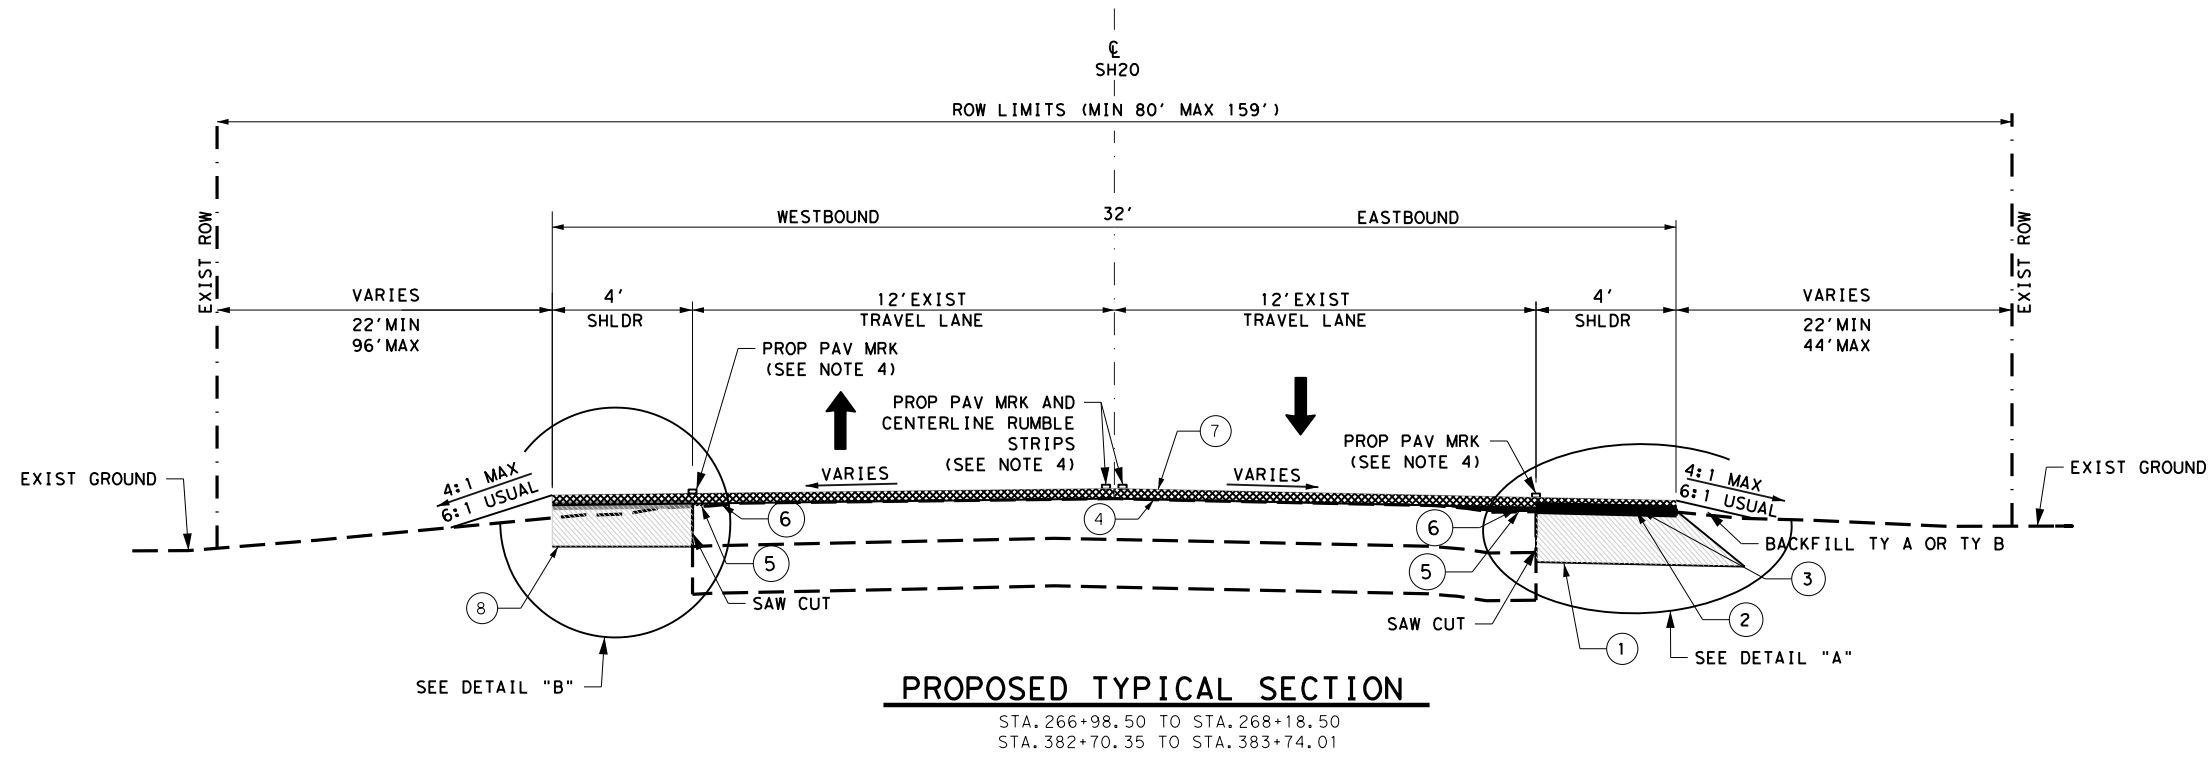 ℄
SH20
ROW LIMITS (MIN 80' MAX 159')
EXIST ROW
EXIST ROW
WESTBOUND
32'
EASTBOUND
VARIES
22'MIN
96'MAX
4'
SHLDR
12'EXIST
TRAVEL LANE
12'EXIST
TRAVEL LANE
4'
SHLDR
VARIES
22'MIN
44'MAX
PROP PAV MRK
(SEE NOTE 4)
PROP PAV MRK AND
CENTERLINE RUMBLE
STRIPS
(SEE NOTE 4)
7
PROP PAV MRK
(SEE NOTE 4)
EXIST GROUND
4:1 MAX
6:1 USUAL
VARIES
VARIES
4:1 MAX
6:1 USUAL
EXIST GROUND
6
4
6
BACKFILL TY A OR TY B
5
5
3
8
SAW CUT
SAW CUT
2
1
SEE DETAIL "B"
SEE DETAIL "A"
PROPOSED TYPICAL SECTION
STA.266+98.50 TO STA.268+18.50
STA.382+70.35 TO STA.383+74.01